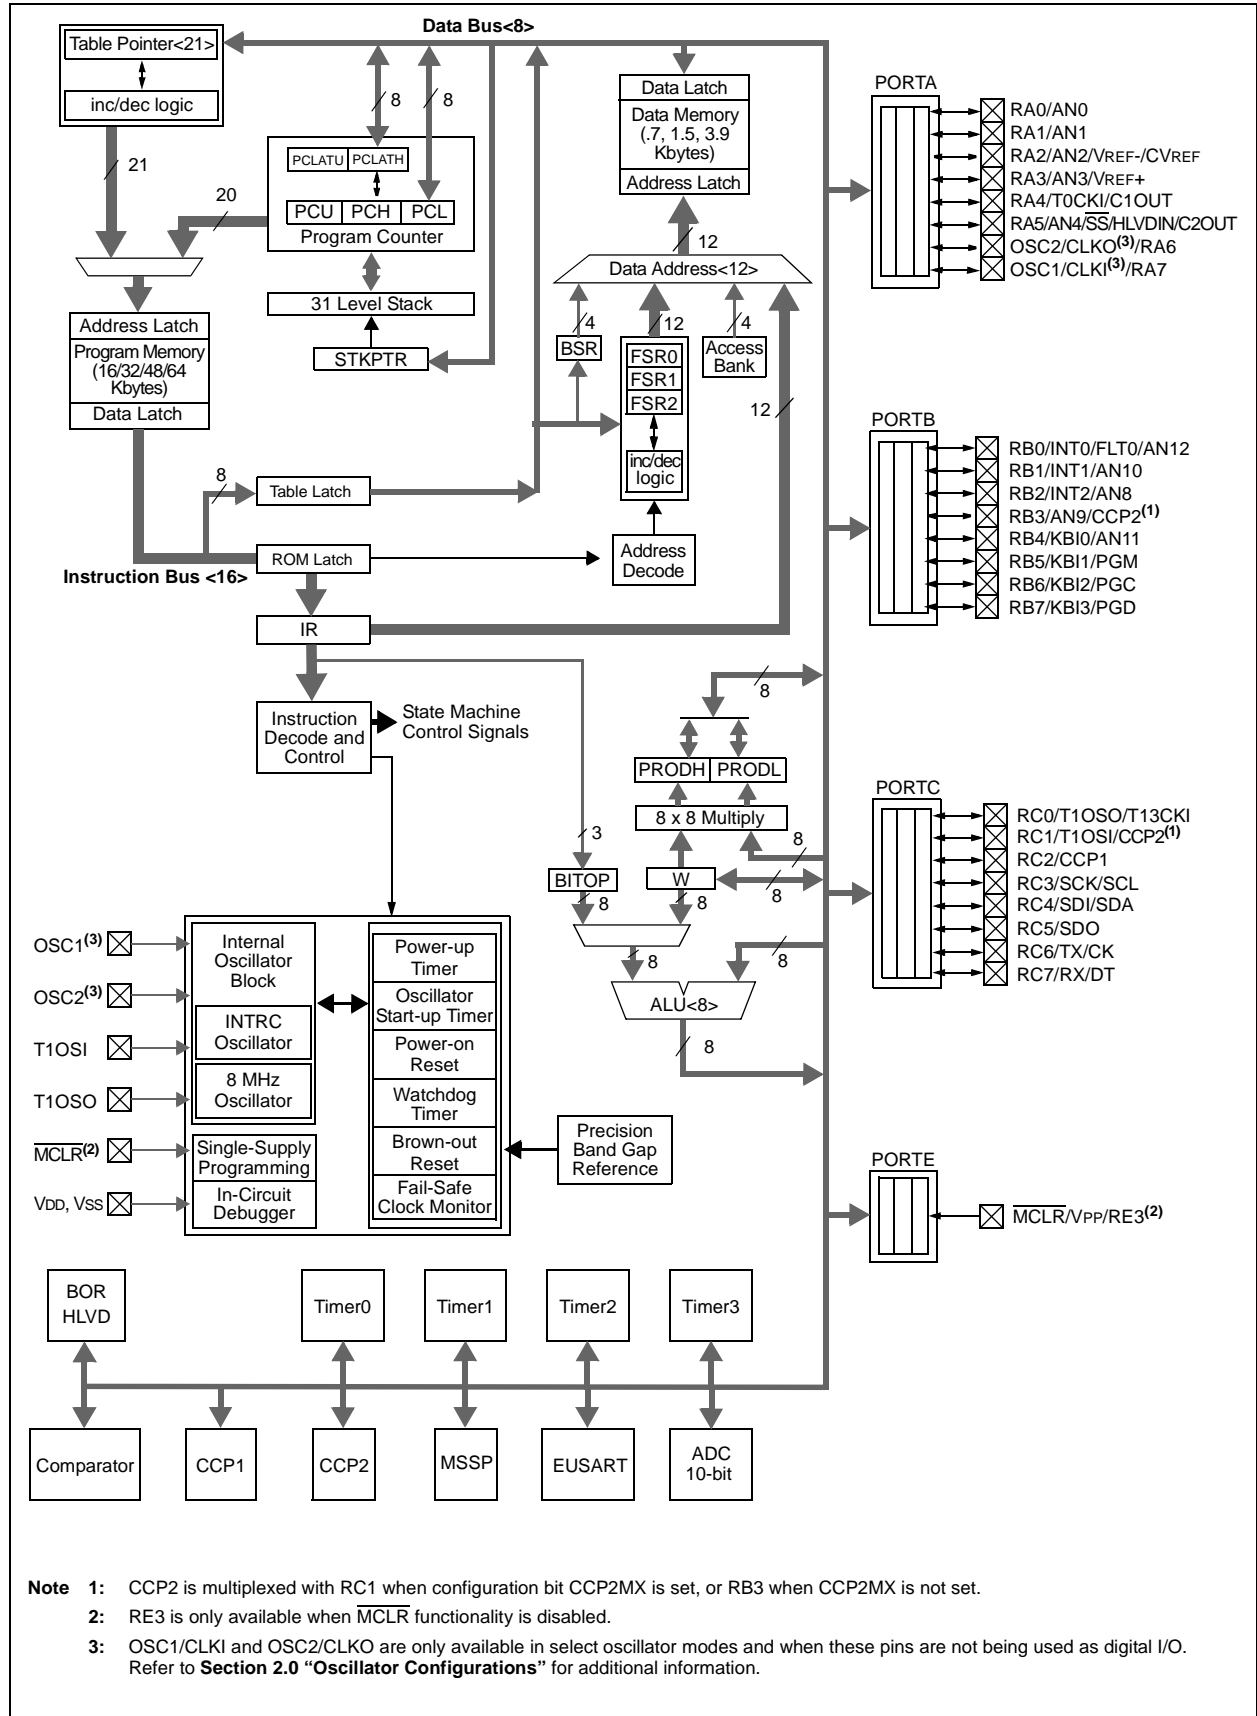 Data Bus<8>
Table Pointer<21>
inc/dec logic
21
20
8
8
PCLATU
PCLATH
PCU
PCH
PCL
Program Counter
31 Level Stack
STKPTR
Address Latch
Program Memory
(16/32/48/64
Kbytes)
Data Latch
Instruction Bus <16>
8
Table Latch
ROM Latch
IR
Instruction
Decode and
Control
State Machine
Control Signals
Data Latch
Data Memory
(.7, 1.5, 3.9
Kbytes)
Address Latch
12
Data Address<12>
4
12
4
BSR
FSR0
FSR1
FSR2
inc/dec
logic
Access
Bank
12
Address
Decode
8
PRODH
PRODL
8 x 8 Multiply
3
8
BITOP
W
8
8
8
8
8
ALU<8>
8
OSC1(3)
OSC2(3)
T1OSI
T1OSO
MCLR(2)
VDD, VSS
Internal
Oscillator
Block
INTRC
Oscillator
8 MHz
Oscillator
Single-Supply
Programming
In-Circuit
Debugger
Power-up
Timer
Oscillator
Start-up Timer
Power-on
Reset
Watchdog
Timer
Brown-out
Reset
Fail-Safe
Clock Monitor
Precision
Band Gap
Reference
PORTA
RA0/AN0
RA1/AN1
RA2/AN2/VREF-/CVREF
RA3/AN3/VREF+
RA4/T0CKI/C1OUT
RA5/AN4/SS/HLVDIN/C2OUT
OSC2/CLKO(3)/RA6
OSC1/CLKI(3)/RA7
PORTB
RB0/INT0/FLT0/AN12
RB1/INT1/AN10
RB2/INT2/AN8
RB3/AN9/CCP2(1)
RB4/KBI0/AN11
RB5/KBI1/PGM
RB6/KBI2/PGC
RB7/KBI3/PGD
PORTC
RC0/T1OSO/T13CKI
RC1/T1OSI/CCP2(1)
RC2/CCP1
RC3/SCK/SCL
RC4/SDI/SDA
RC5/SDO
RC6/TX/CK
RC7/RX/DT
PORTE
MCLR/VPP/RE3(2)
BOR
HLVD
Timer0
Timer1
Timer2
Timer3
Comparator
CCP1
CCP2
MSSP
EUSART
ADC
10-bit
Note 1: CCP2 is multiplexed with RC1 when configuration bit CCP2MX is set, or RB3 when CCP2MX is not set.
2: RE3 is only available when MCLR functionality is disabled.
3: OSC1/CLKI and OSC2/CLKO are only available in select oscillator modes and when these pins are not being used as digital I/O.
Refer to Section 2.0 “Oscillator Configurations” for additional information.